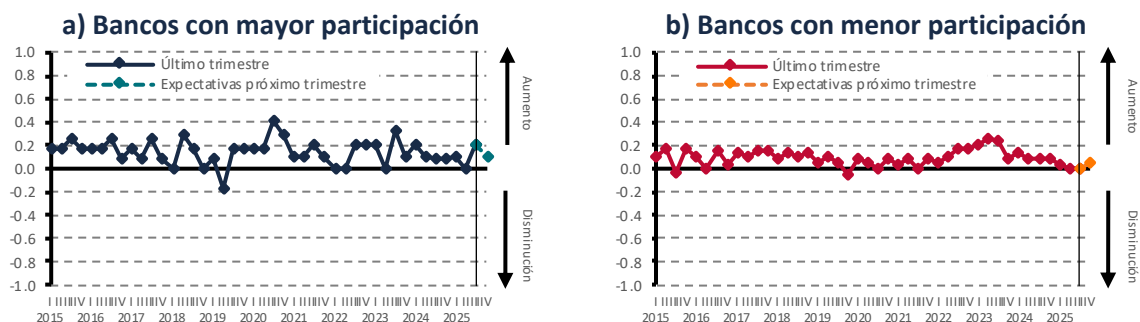 a) Bancos con mayor participación
1.0
0.8
0.6
0.4
0.2
0.0
-0.2
-0.4
-0.6
-0.8
-1.0
Último trimestre
Expectativas próximo trimestre
Aumento
Disminución
2015 2016 2017 2018 2019 2020 2021 2022 2023 2024 2025
b) Bancos con menor participación
1.0
0.8
0.6
0.4
0.2
0.0
-0.2
-0.4
-0.6
-0.8
-1.0
Último trimestre
Expectativas próximo trimestre
Aumento
Disminución
2015 2016 2017 2018 2019 2020 2021 2022 2023 2024 2025